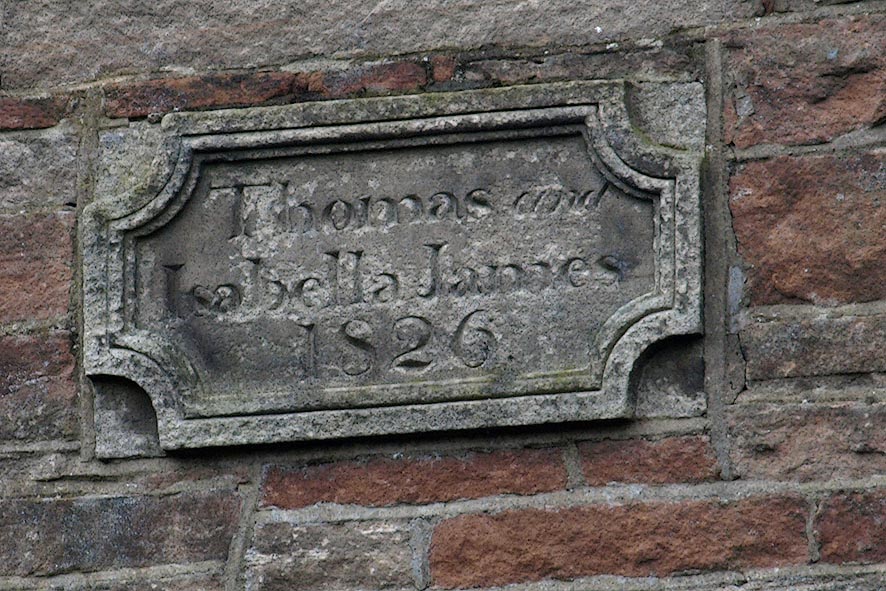 Thomas and
Isabella James
1826